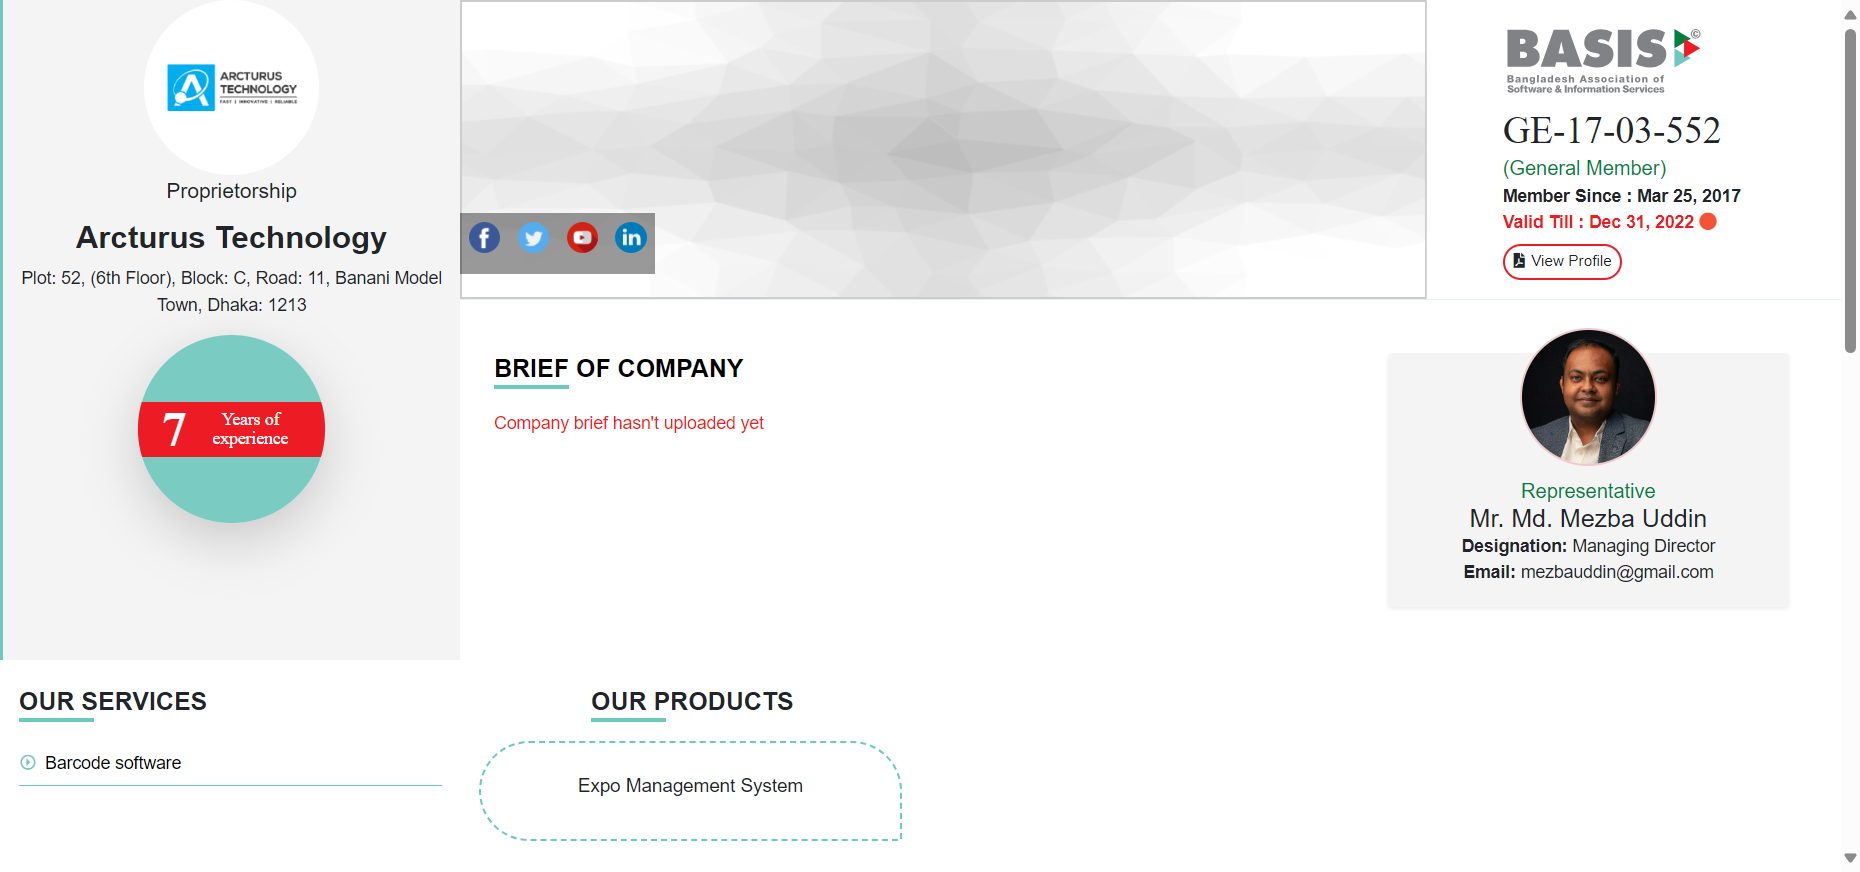 ARCTURUS
TECHNOLOGY
FAST | INNOVATIVE | RELIABLE
Proprietorship
Arcturus Technology
Plot: 52, (6th Floor), Block: C, Road: 11, Banani Model
Town, Dhaka: 1213
7 Years of
experience
BASIS ©
Bangladesh Association of
Software & Information Services
GE-17-03-552
(General Member)
Member Since : Mar 25, 2017
Valid Till : Dec 31, 2022
View Profile
BRIEF OF COMPANY
Company brief hasn't uploaded yet
Representative
Mr. Md. Mezba Uddin
Designation: Managing Director
Email: mezbauddin@gmail.com
OUR SERVICES
Barcode software
OUR PRODUCTS
Expo Management System